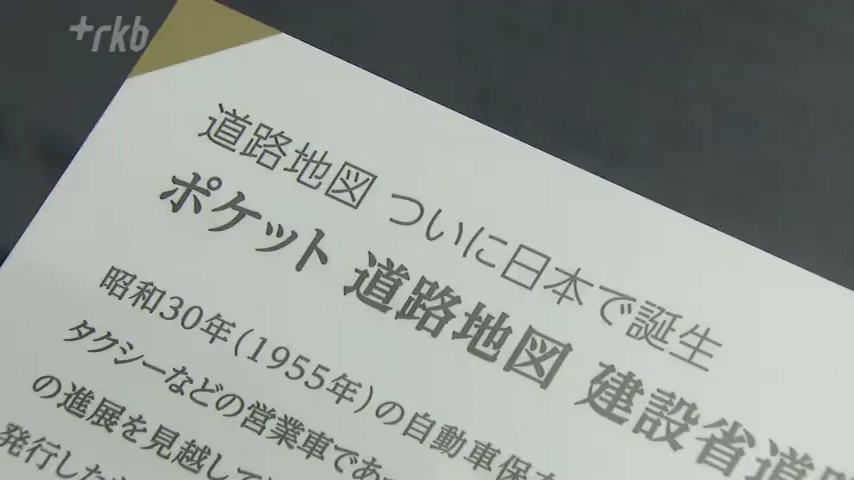 +rkb
道路地図 ついに日本で誕生
ポケット 道路地図 建設省道
昭和30年(1955年)の自動車保
タクシーなどの営業車であ
の進展を見越して
発行した